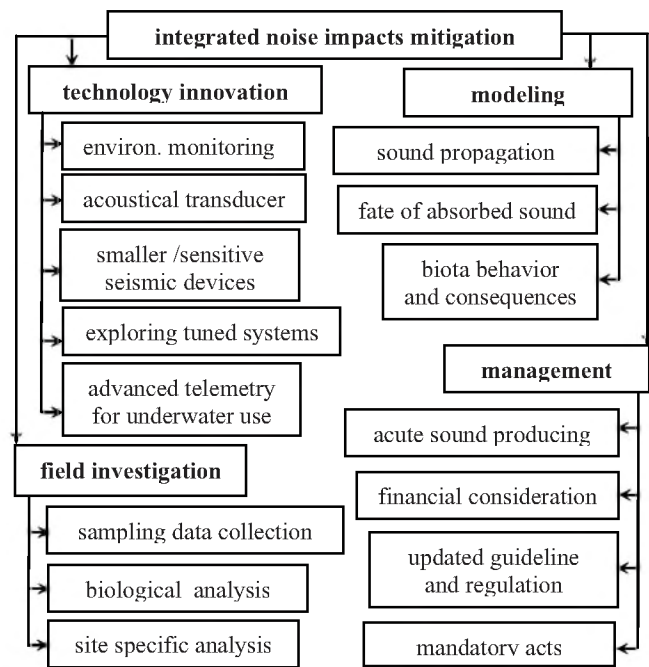 integrated noise impacts mitigation
technology innovation
environ. monitoring
acoustical transducer
smaller /sensitive
seismic devices
exploring tuned systems
advanced telemetry
for underwater use
field investigation
sampling data collection
biological analysis
site specific analysis
modeling
sound propagation
fate of absorbed sound
biota behavior
and consequences
management
acute sound producing
financial consideration
updated guideline
and regulation
mandatory acts